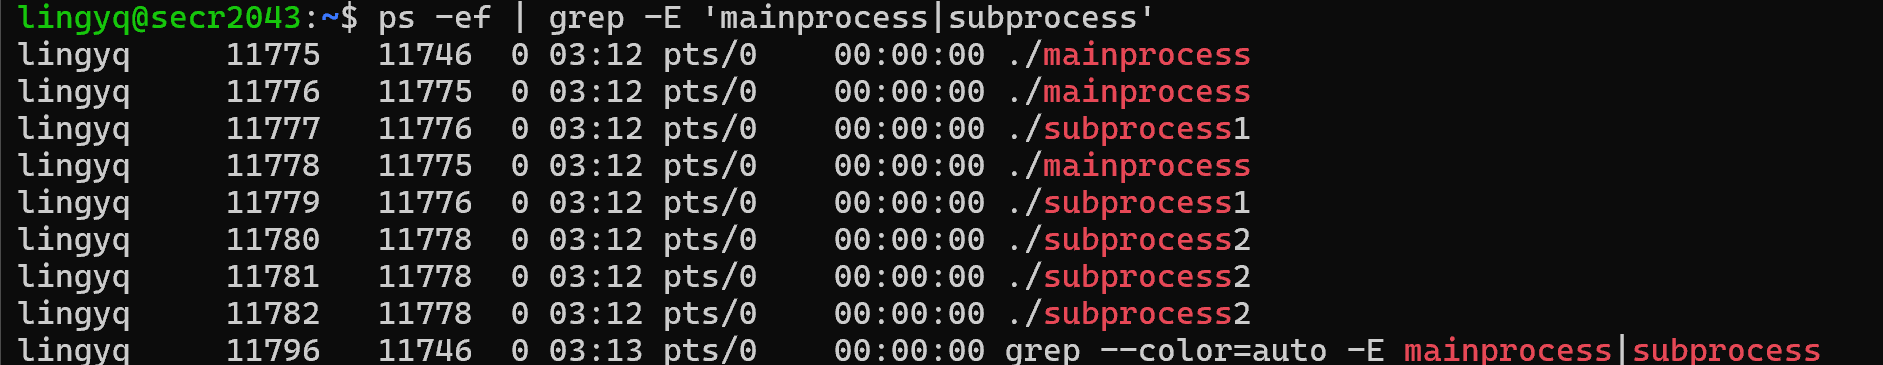 lingyq@secr2043:~$ ps -ef | grep -E 'mainprocess|subprocess'
lingyq     11775   11746  0 03:12 pts/0    00:00:00 ./mainprocess
lingyq     11776   11775  0 03:12 pts/0    00:00:00 ./mainprocess
lingyq     11777   11776  0 03:12 pts/0    00:00:00 ./subprocess1
lingyq     11778   11775  0 03:12 pts/0    00:00:00 ./mainprocess
lingyq     11779   11776  0 03:12 pts/0    00:00:00 ./subprocess1
lingyq     11780   11778  0 03:12 pts/0    00:00:00 ./subprocess2
lingyq     11781   11778  0 03:12 pts/0    00:00:00 ./subprocess2
lingyq     11782   11778  0 03:12 pts/0    00:00:00 ./subprocess2
lingyq     11796   11746  0 03:13 pts/0    00:00:00 grep --color=auto -E mainprocess|subprocess